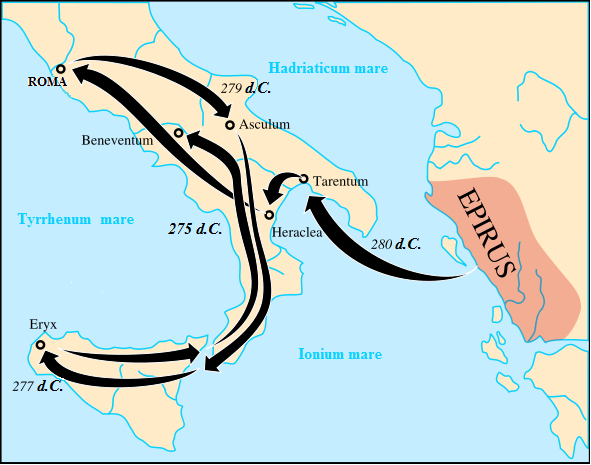 Hadriaticum mare
ROMA
279 d.C.
Asculum
Beneventum
Tarentum
EPIRUS
Tyrrhenum mare
275 d.C.
Heraclea
280 d.C.
Eryx
Ionium mare
277 d.C.